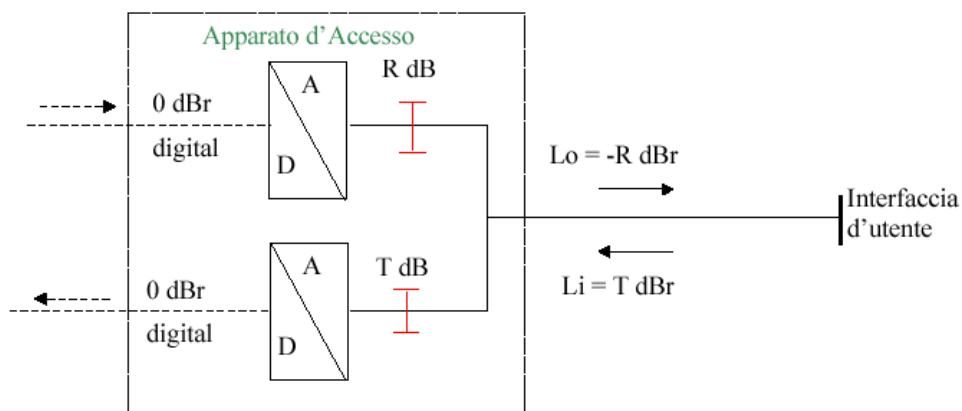 Apparato d'Accesso
A
R dB
0 dBr
digital
D
Lo = -R dBr
Interfaccia
d'utente
A
T dB
0 dBr
Li = T dBr
digital
D